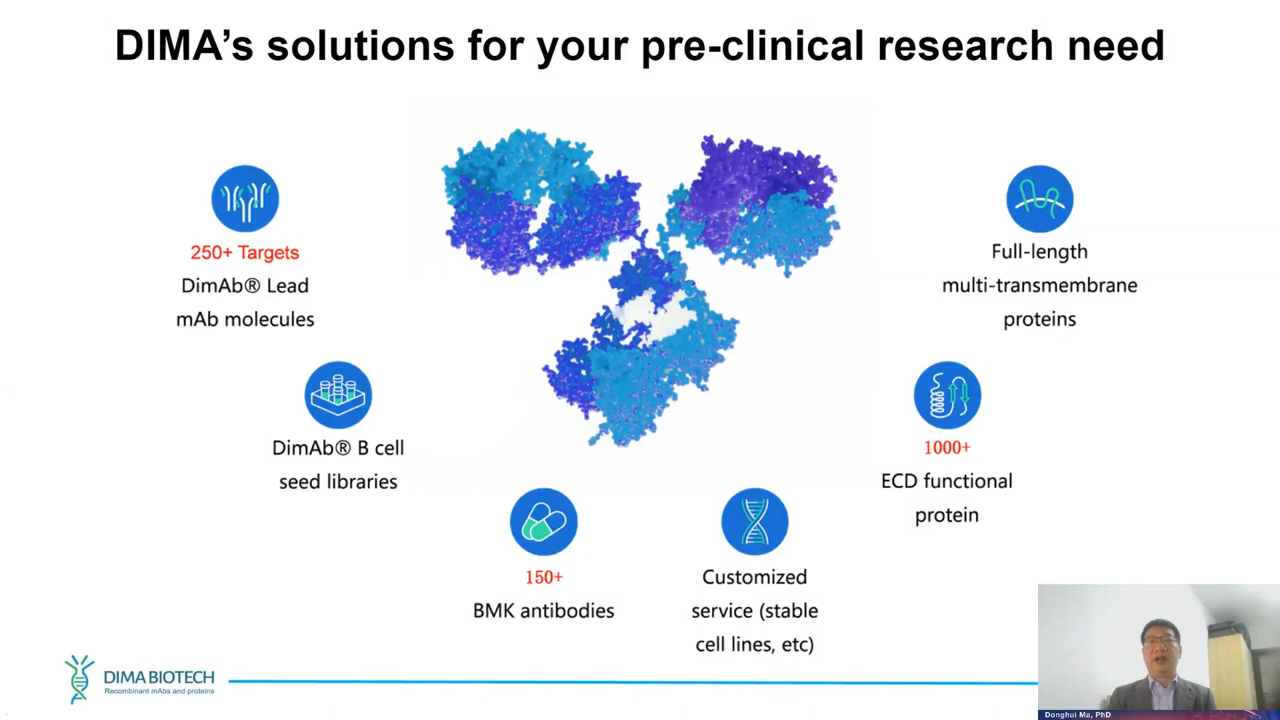 DIMA's solutions for your pre-clinical research need
250+ Targets
DimAb® Lead
mAb molecules
DimAb® B cell
seed libraries
150+
BMK antibodies
Customized
service (stable
cell lines, etc)
1000+
ECD functional
protein
Full-length
multi-transmembrane
proteins
DIMA BIOTECH
Recombinant mAbs and proteins
Donghui Ma, PhD